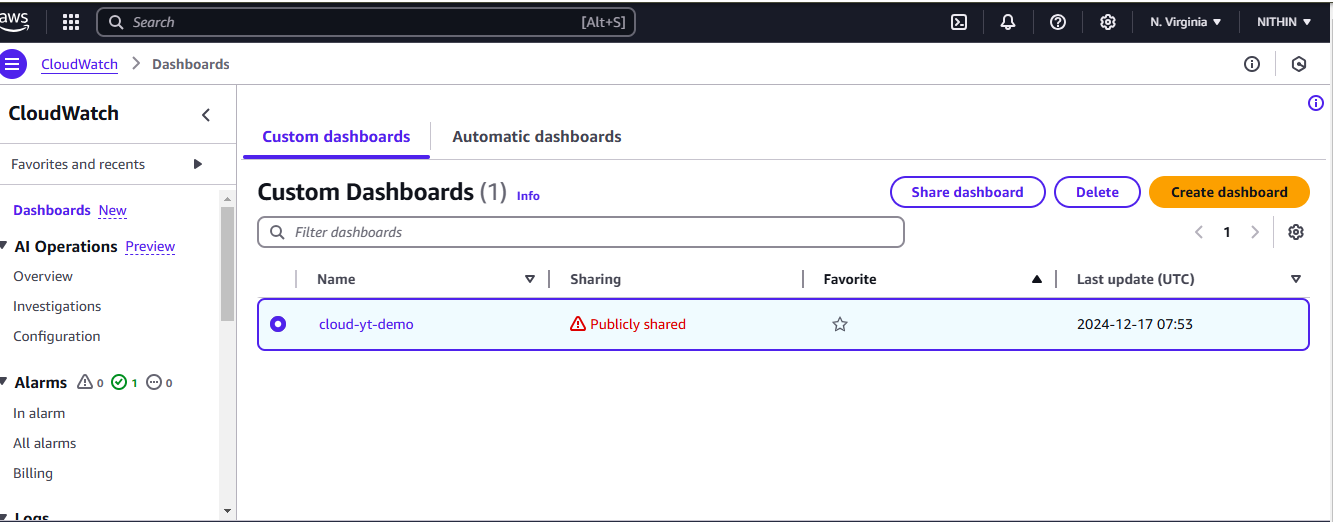 aws Search [Alt+S] N. Virginia NITHIN
CloudWatch Dashboards
CloudWatch
Favorites and recents
Dashboards New
AI Operations Preview
Overview
Investigations
Configuration
Alarms 0 1 0
In alarm
All alarms
Billing
Logs
Custom dashboards Automatic dashboards
Custom Dashboards (1) Info Share dashboard Delete Create dashboard
Filter dashboards 1
Name Sharing Favorite Last update (UTC)
cloud-yt-demo Publicly shared 2024-12-17 07:53